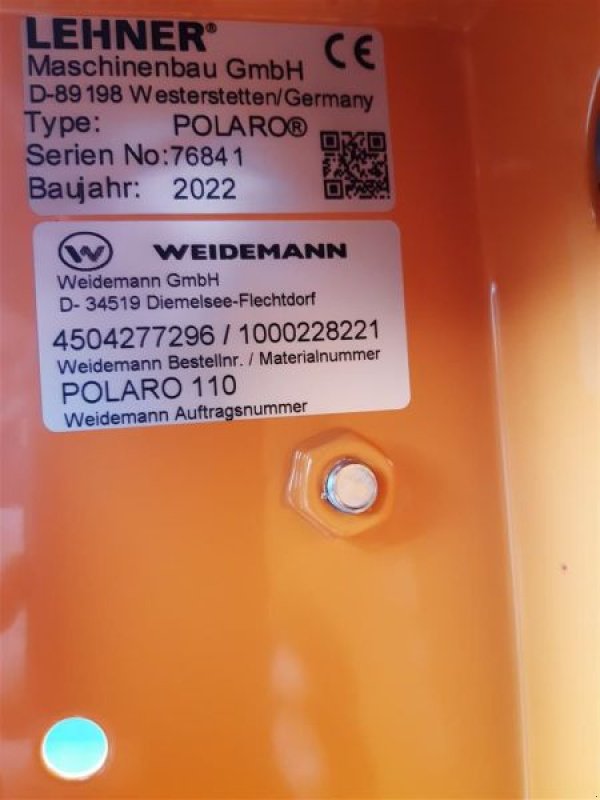 LEHNER®
CE
Maschinenbau GmbH
D-89198 Westerstetten/Germany
Type: POLARO®
Serien No:76841
Baujahr: 2022
W WEIDEMANN
Weidemann GmbH
D- 34519 Diemelsee-Flechtdorf
4504277296 / 1000228221
Weidemann Bestellnr. / Materialnummer
POLARO 110
Weidemann Auftragsnummer